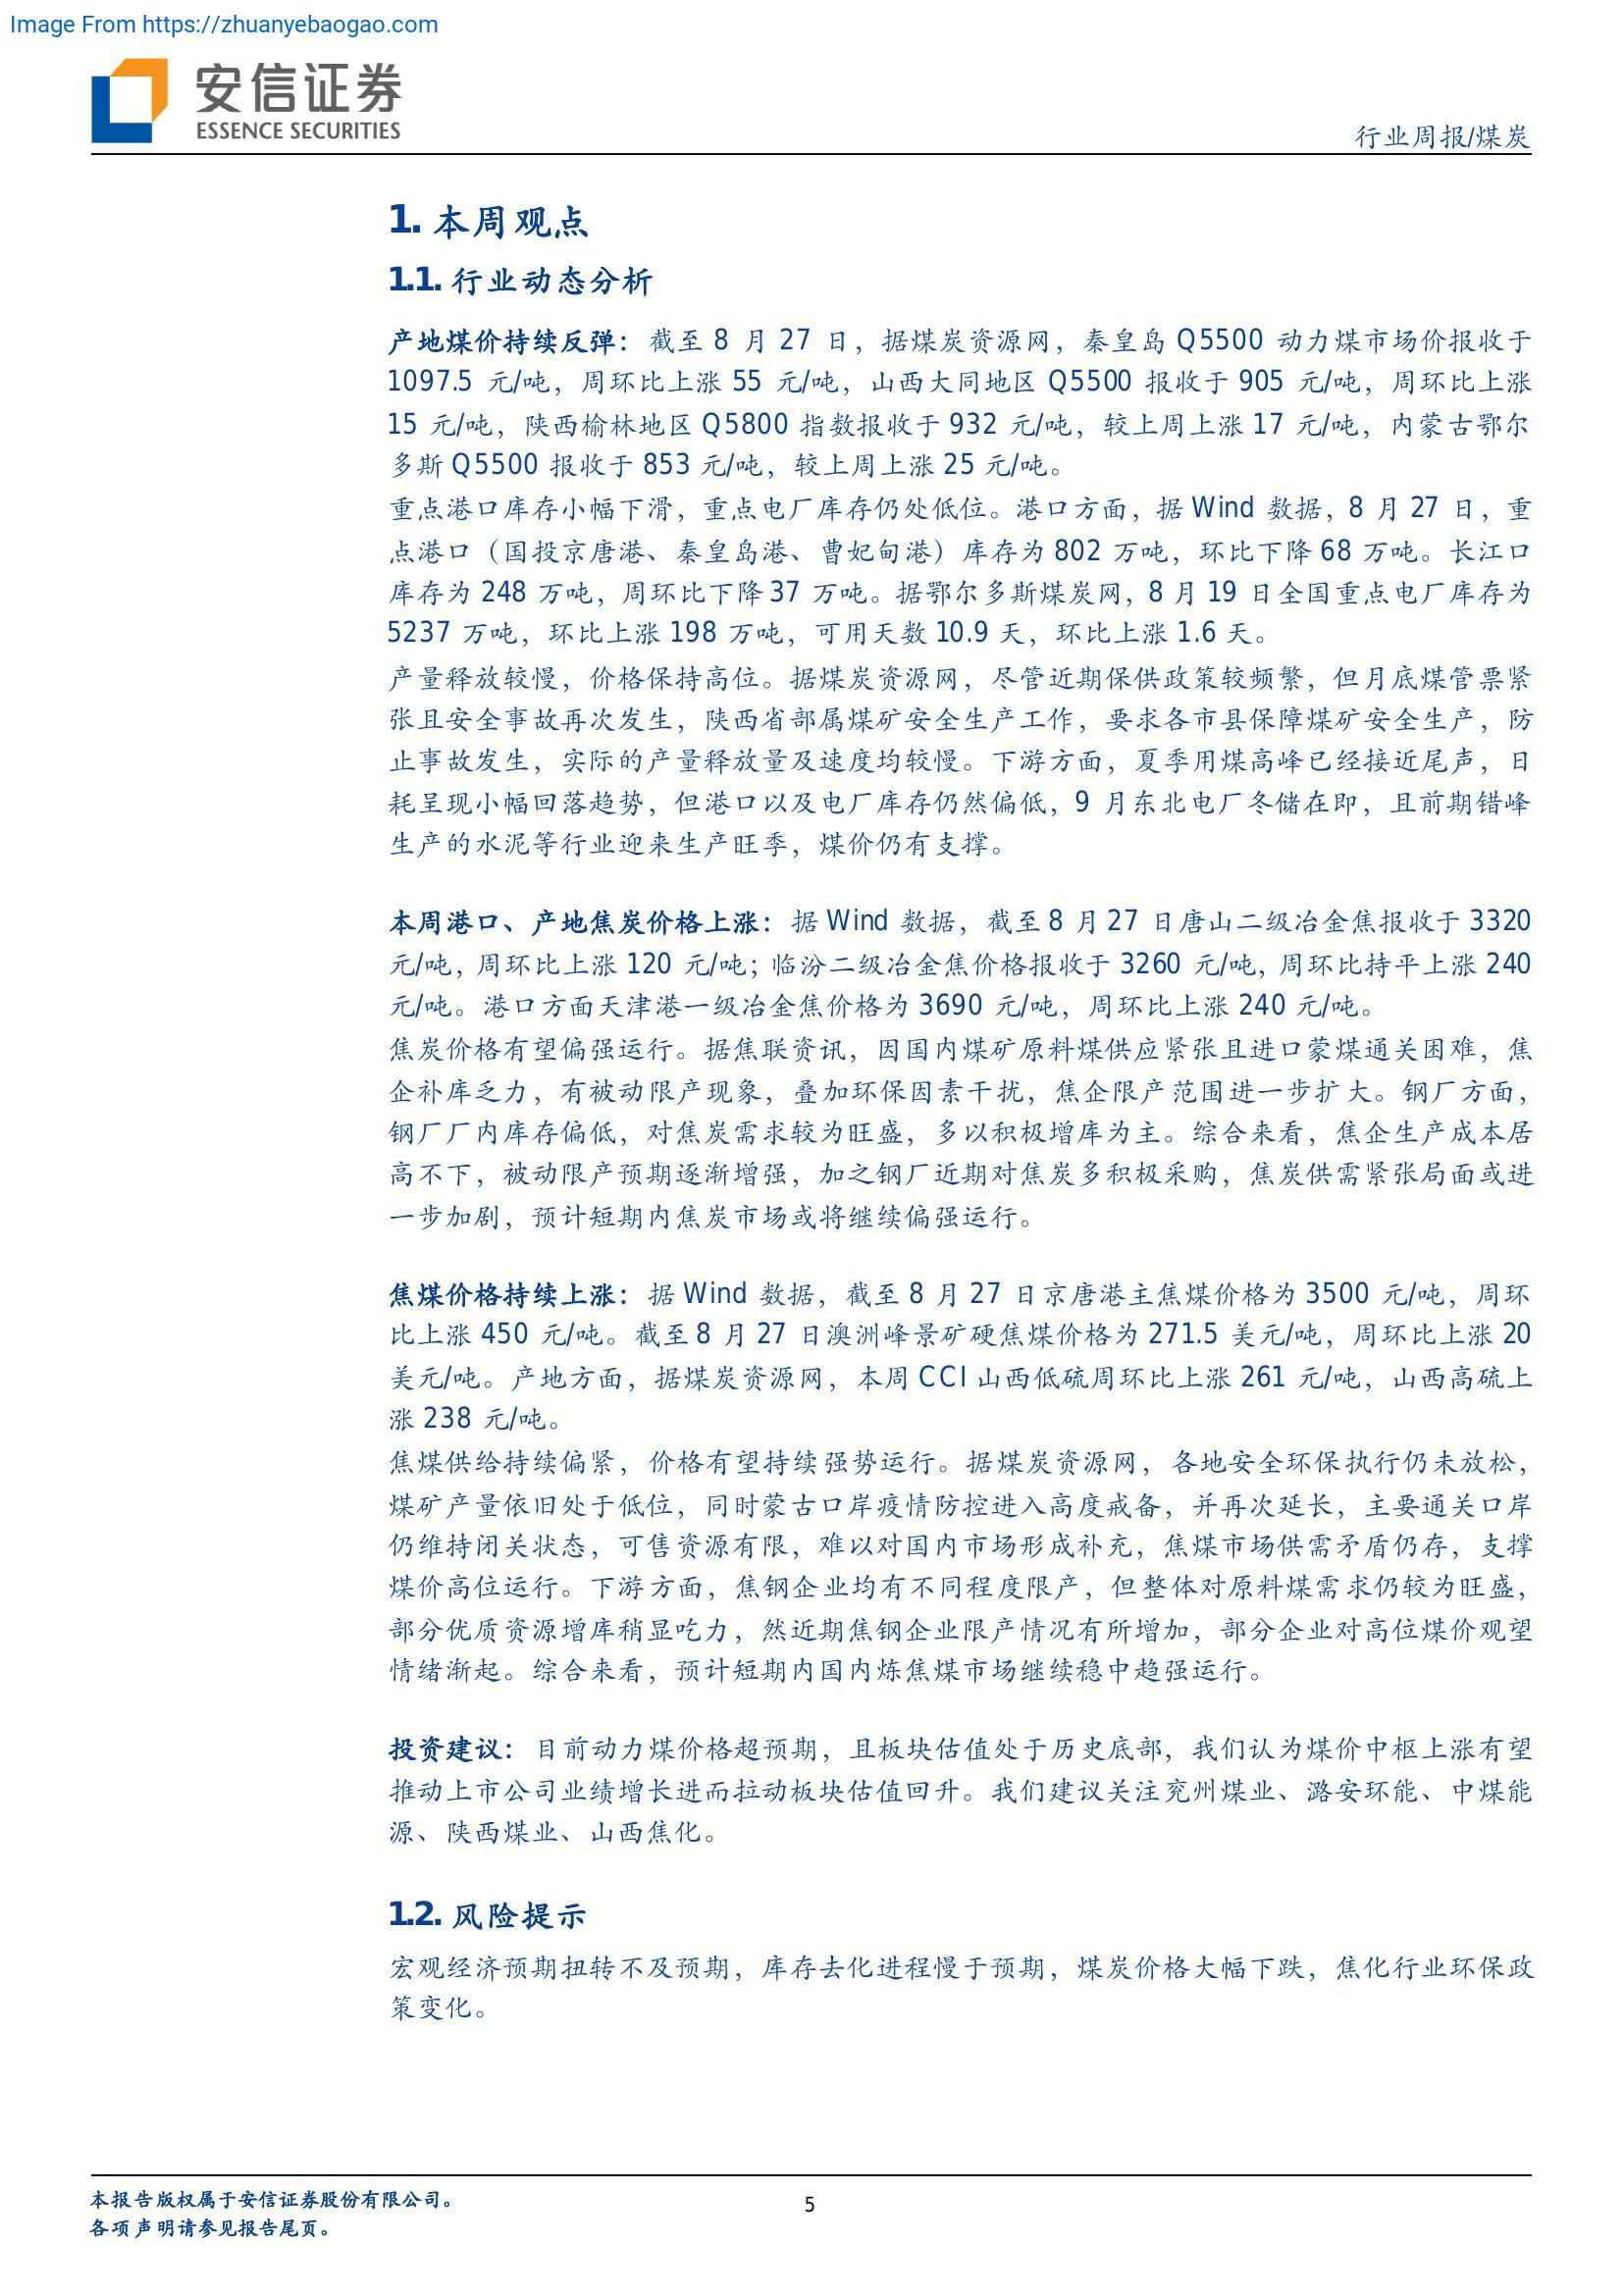 Image From https://zhuanyebaogao.com
安信证券
ESSENCE SECURITIES
行业周报/煤炭
1. 本周观点
1.1. 行业动态分析
产地煤价持续反弹：截至 8 月 27 日，据煤炭资源网，秦皇岛 Q5500 动力煤市场价报收于
1097.5 元/吨，周环比上涨 55 元/吨，山西大同地区 Q5500 报收于 905 元/吨，周环比上涨
15 元/吨，陕西榆林地区 Q5800 指数报收于 932 元/吨，较上周上涨 17 元/吨，内蒙古鄂尔
多斯 Q5500 报收于 853 元/吨，较上周上涨 25 元/吨。
重点港口库存小幅下滑，重点电厂库存仍处低位。港口方面，据 Wind 数据，8 月 27 日，重
点港口（国投京唐港、秦皇岛港、曹妃甸港）库存为 802 万吨，环比下降 68 万吨。长江口
库存为 248 万吨，周环比下降 37 万吨。据鄂尔多斯煤炭网，8 月 19 日全国重点电厂库存为
5237 万吨，环比上涨 198 万吨，可用天数 10.9 天，环比上涨 1.6 天。
产量释放较慢，价格保持高位。据煤炭资源网，尽管近期保供政策较频繁，但月底煤管票紧
张且安全事故再次发生，陕西省部属煤矿安全生产工作，要求各市县保障煤矿安全生产，防
止事故发生，实际的产量释放量及速度均较慢。下游方面，夏季用煤高峰已经接近尾声，日
耗呈现小幅回落趋势，但港口以及电厂库存仍然偏低，9 月东北电厂冬储在即，且前期错峰
生产的水泥等行业迎来生产旺季，煤价仍有支撑。
本周港口、产地焦炭价格上涨：据 Wind 数据，截至 8 月 27 日唐山二级冶金焦报收于 3320
元/吨，周环比上涨 120 元/吨；临汾二级冶金焦价格报收于 3260 元/吨，周环比持平上涨 240
元/吨。港口方面天津港一级冶金焦价格为 3690 元/吨，周环比上涨 240 元/吨。
焦炭价格有望偏强运行。据焦联资讯，因国内煤矿原料煤供应紧张且进口蒙煤通关困难，焦
企补库乏力，有被动限产现象，叠加环保因素干扰，焦企限产范围进一步扩大。钢厂方面，
钢厂厂内库存偏低，对焦炭需求较为旺盛，多以积极增库为主。综合来看，焦企生产成本居
高不下，被动限产预期逐渐增强，加之钢厂近期对焦炭多积极采购，焦炭供需紧张局面或进
一步加剧，预计短期内焦炭市场或将继续偏强运行。
焦煤价格持续上涨：据 Wind 数据，截至 8 月 27 日京唐港主焦煤价格为 3500 元/吨，周环
比上涨 450 元/吨。截至 8 月 27 日澳洲峰景矿硬焦煤价格为 271.5 美元/吨，周环比上涨 20
美元/吨。产地方面，据煤炭资源网，本周 CCI 山西低硫周环比上涨 261 元/吨，山西高硫上
涨 238 元/吨。
焦煤供给持续偏紧，价格有望持续强势运行。据煤炭资源网，各地安全环保执行仍未放松，
煤矿产量依旧处于低位，同时蒙古口岸疫情防控进入高度戒备，并再次延长，主要通关口岸
仍维持闭关状态，可售资源有限，难以对国内市场形成补充，焦煤市场供需矛盾仍存，支撑
煤价高位运行。下游方面，焦钢企业均有不同程度限产，但整体对原料煤需求仍较为旺盛，
部分优质资源增库稍显吃力，然近期焦钢企业限产情况有所增加，部分企业对高位煤价观望
情绪渐起。综合来看，预计短期内国内炼焦煤市场继续稳中趋强运行。
投资建议：目前动力煤价格超预期，且板块估值处于历史底部，我们认为煤价中枢上涨有望
推动上市公司业绩增长进而拉动板块估值回升。我们建议关注兖州煤业、潞安环能、中煤能
源、陕西煤业、山西焦化。
1.2. 风险提示
宏观经济预期扭转不及预期，库存去化进程慢于预期，煤炭价格大幅下跌，焦化行业环保政
策变化。
本报告版权属于安信证券股份有限公司。
各项声明请参见报告尾页。
5